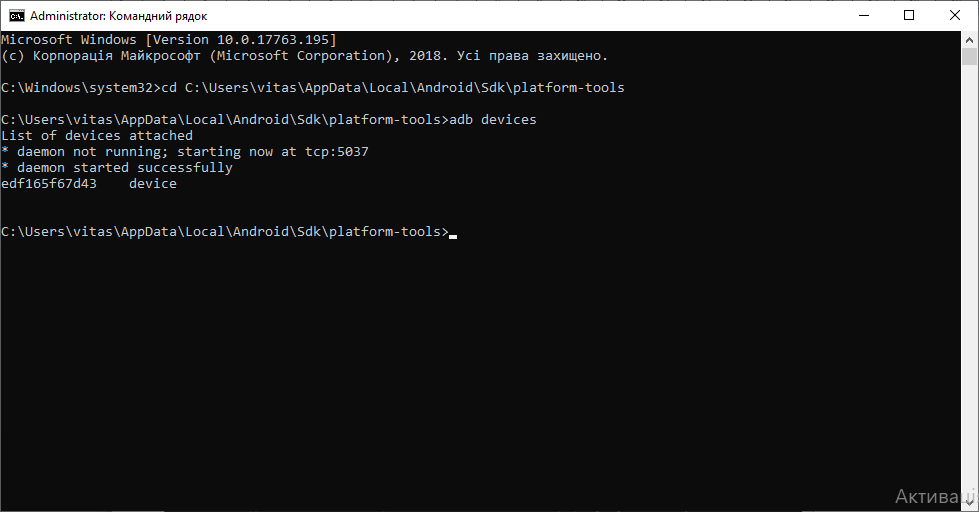 Administrator: Командний рядок
Microsoft Windows [Version 10.0.17763.195]
(c) Корпорація Майкрософт (Microsoft Corporation), 2018. Усі права захищено.
C:\Windows\system32>cd C:\Users\vitas\AppData\Local\Android\Sdk\platform-tools
C:\Users\vitas\AppData\Local\Android\Sdk\platform-tools>adb devices
List of devices attached
* daemon not running; starting now at tcp:5037
* daemon started successfully
edf165f67d43    device
C:\Users\vitas\AppData\Local\Android\Sdk\platform-tools>